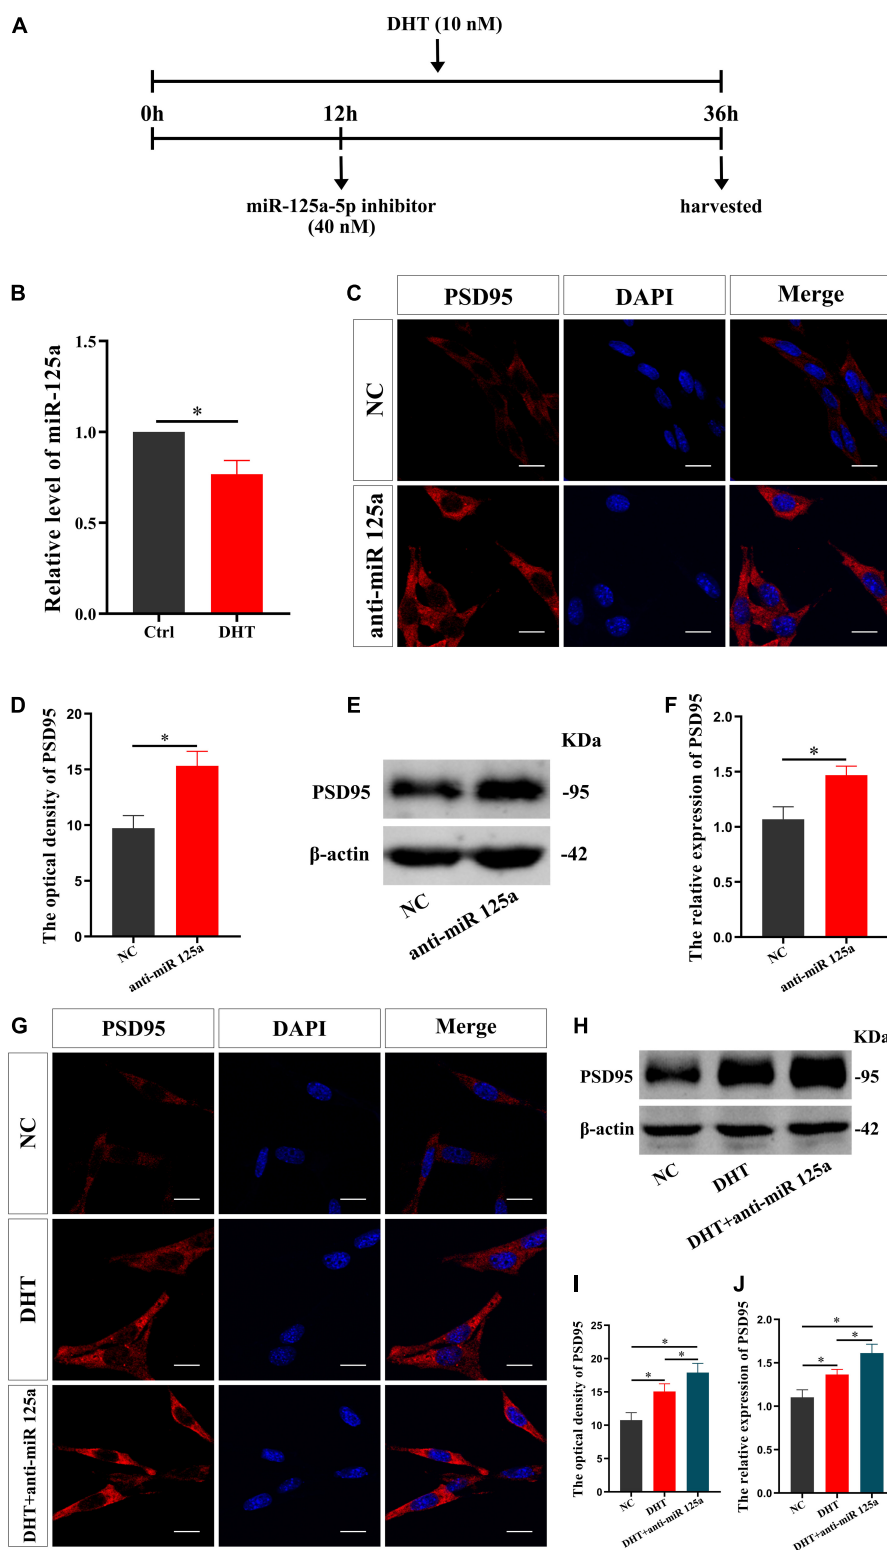 A
DHT (10 nM)
0h 12h 36h
miR-125a-5p inhibitor
(40 nM)
harvested
B
Relative level of miR-125a
1.5
1.0
0.5
0.0
*
Ctrl DHT
C
PSD95 DAPI Merge
NC
anti-miR 125a
D
The optical density of PSD95
20
15
10
5
0
*
NC
anti-miR 125a
E
KDa
PSD95 -95
β-actin -42
NC
anti-miR 125a
F
The relative expression of PSD95
2.0
1.5
1.0
0.5
0.0
*
NC
anti-miR 125a
G
PSD95 DAPI Merge
NC
DHT
DHT+anti-miR 125a
H
KDa
PSD95 -95
β-actin -42
NC
DHT
DHT+anti-miR 125a
I
The optical density of PSD95
25
20
15
10
5
0
*
* *
NC
DHT
DHT+anti-miR 125a
J
The relative expression of PSD95
2.0
1.5
1.0
0.5
0.0
*
* *
NC
DHT
DHT+anti-miR 125a